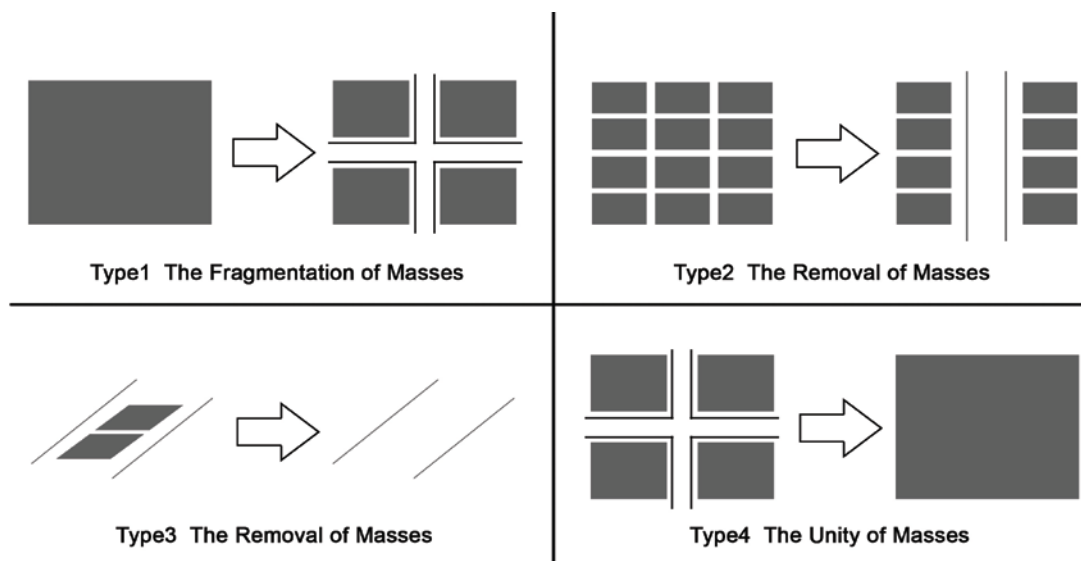 Type1 The Fragmentation of Masses
Type2 The Removal of Masses
Type3 The Removal of Masses
Type4 The Unity of Masses